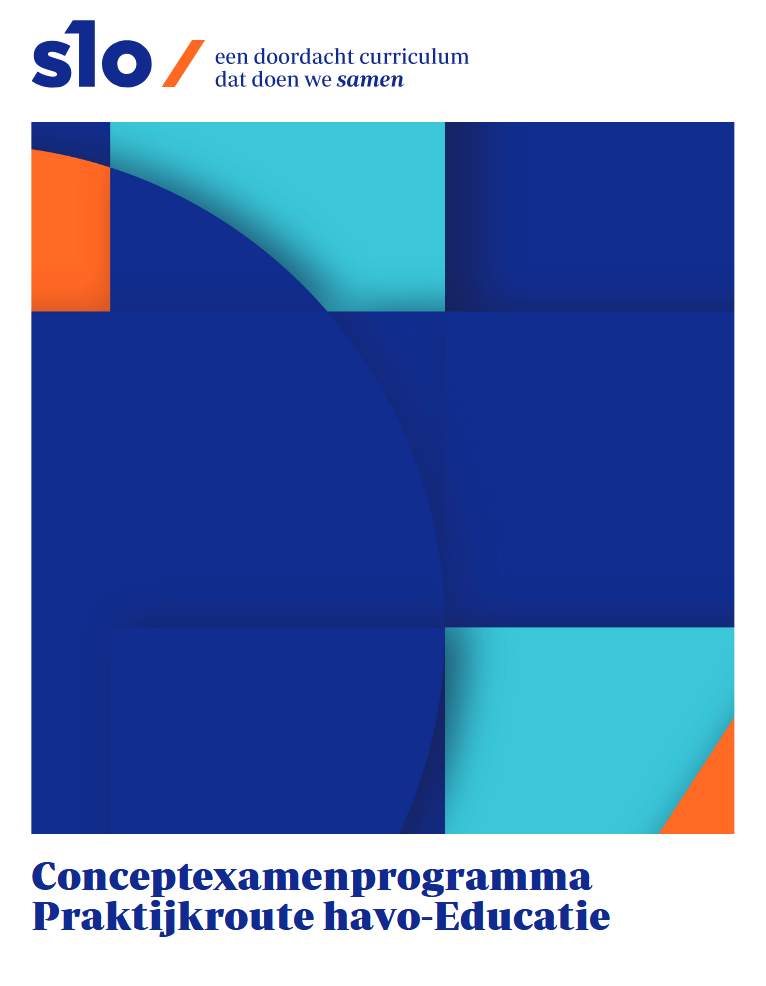 slo
een doordacht curriculum
dat doen we samen
Conceptexamenprogramma
Praktijkroute havo-Educatie